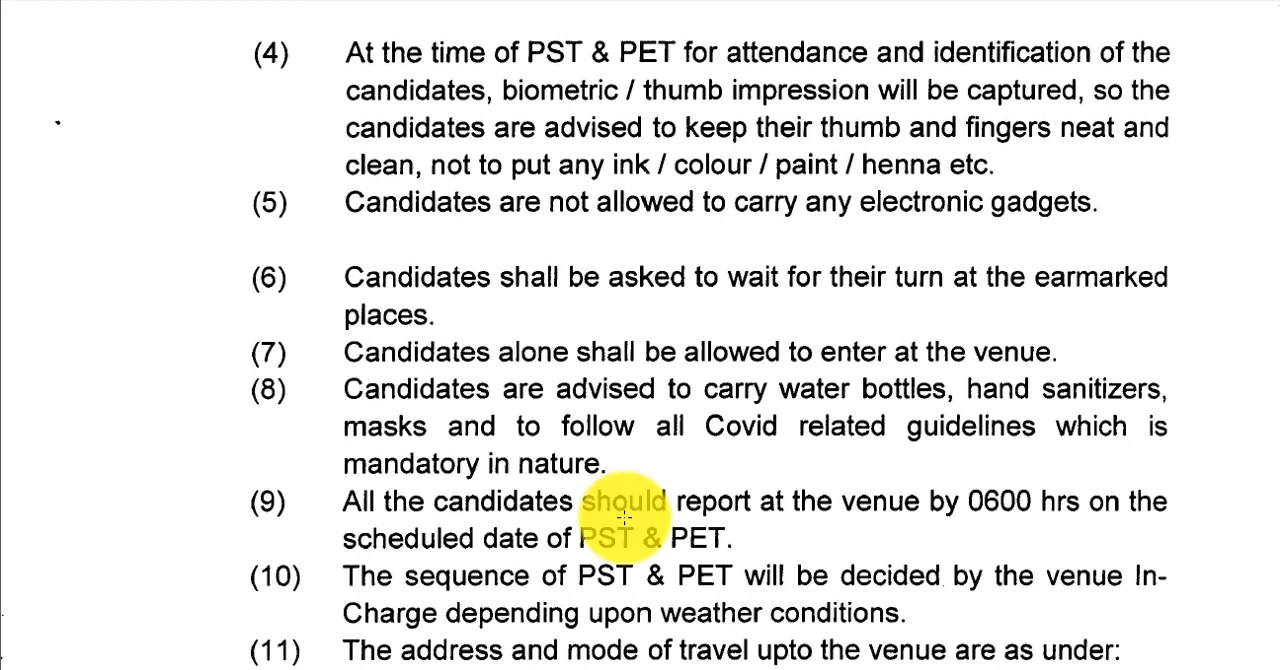 (4) At the time of PST & PET for attendance and identification of the
candidates, biometric / thumb impression will be captured, so the
candidates are advised to keep their thumb and fingers neat and
clean, not to put any ink / colour / paint / henna etc.
(5) Candidates are not allowed to carry any electronic gadgets.
(6) Candidates shall be asked to wait for their turn at the earmarked
places.
(7) Candidates alone shall be allowed to enter at the venue.
(8) Candidates are advised to carry water bottles, hand sanitizers,
masks and to follow all Covid related guidelines which is
mandatory in nature.
(9) All the candidates should report at the venue by 0600 hrs on the
scheduled date of PST & PET.
(10) The sequence of PST & PET will be decided by the venue In-
Charge depending upon weather conditions.
(11) The address and mode of travel upto the venue are as under: